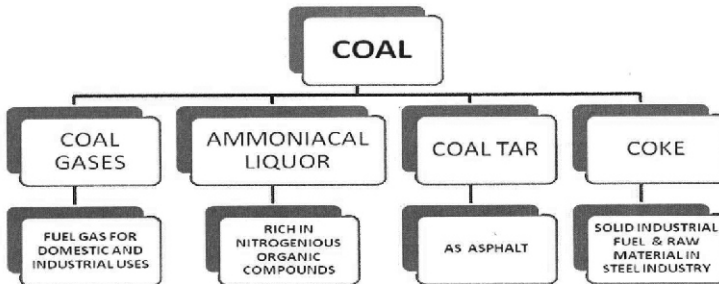 COAL
COAL
GASES
AMMONIACAL
LIQUOR
COAL TAR
COKE
FUEL GAS FOR
DOMESTIC AND
INDUSTRIAL USES
RICH IN
NITROGENIOUS
ORGANIC
COMPOUNDS
AS ASPHALT
SOLID INDUSTRIAL
FUEL & RAW
MATERIAL IN
STEEL INDUSTRY